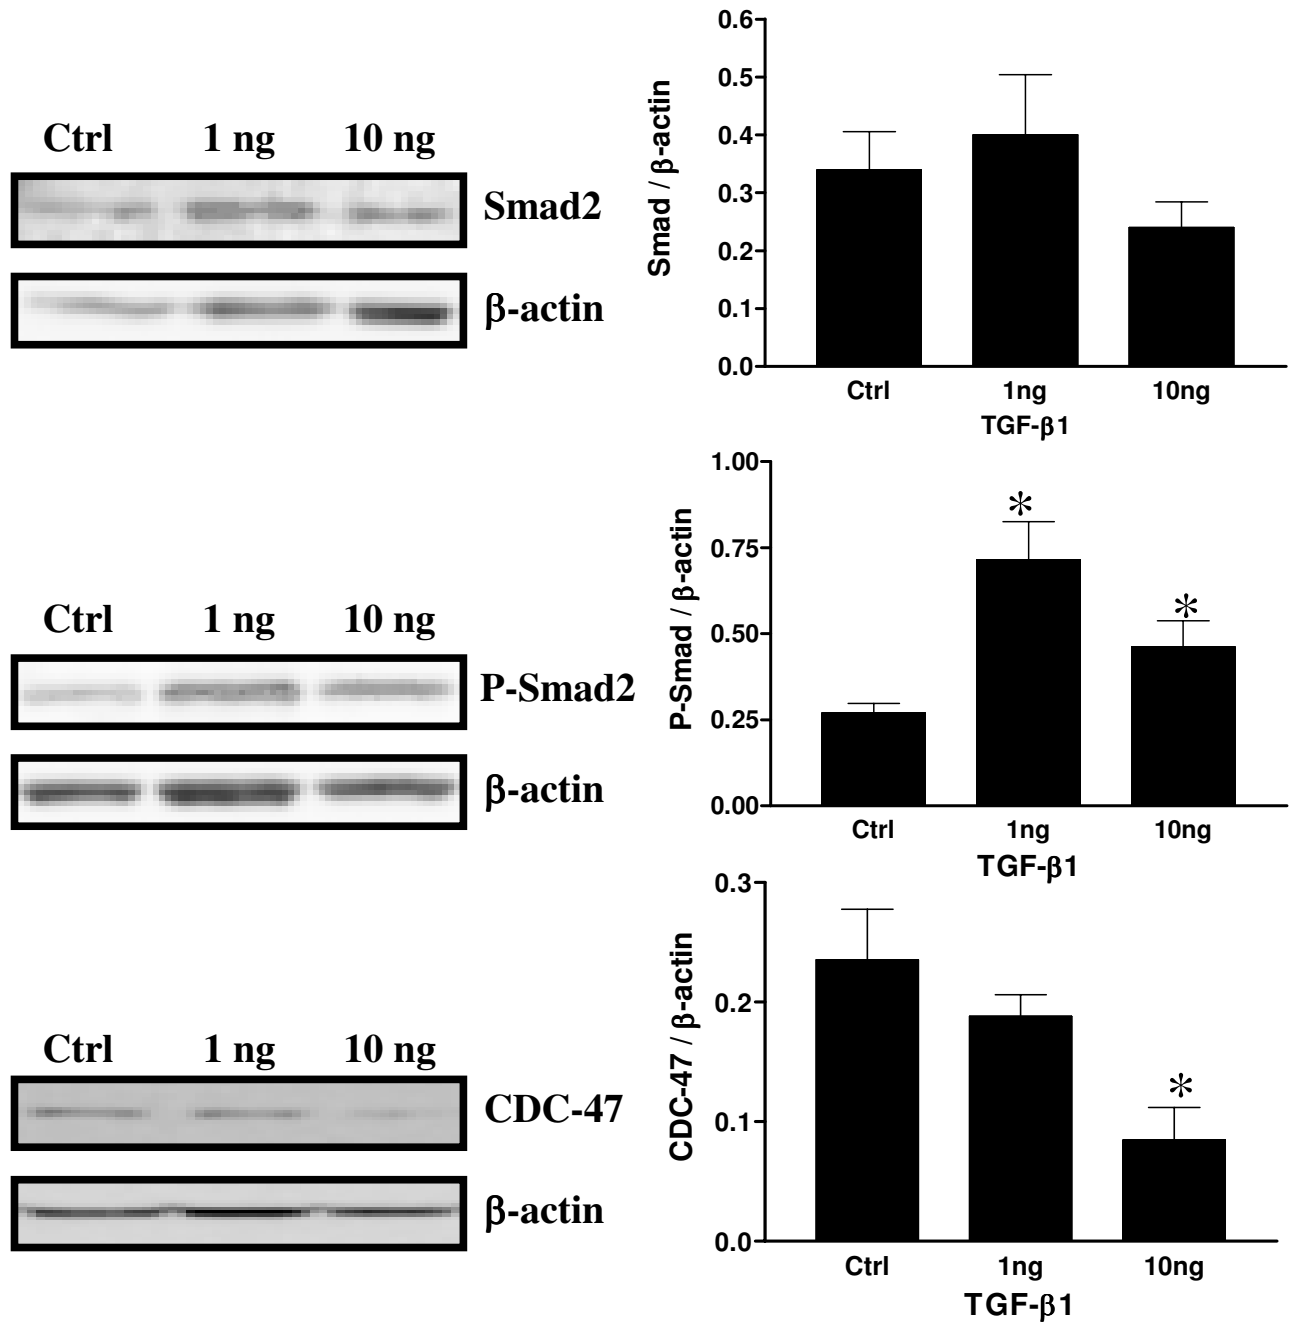 Ctrl 1 ng 10 ng
Smad2
β-actin
Smad / β-actin
0.6
0.5
0.4
0.3
0.2
0.1
0.0
Ctrl 1ng 10ng
TGF-β1
Ctrl 1 ng 10 ng
P-Smad2
β-actin
P-Smad / β-actin
1.00
0.75
0.50
0.25
0.00
*
*
Ctrl 1ng 10ng
TGF-β1
Ctrl 1 ng 10 ng
CDC-47
β-actin
CDC-47 / β-actin
0.3
0.2
0.1
0.0
*
Ctrl 1ng 10ng
TGF-β1